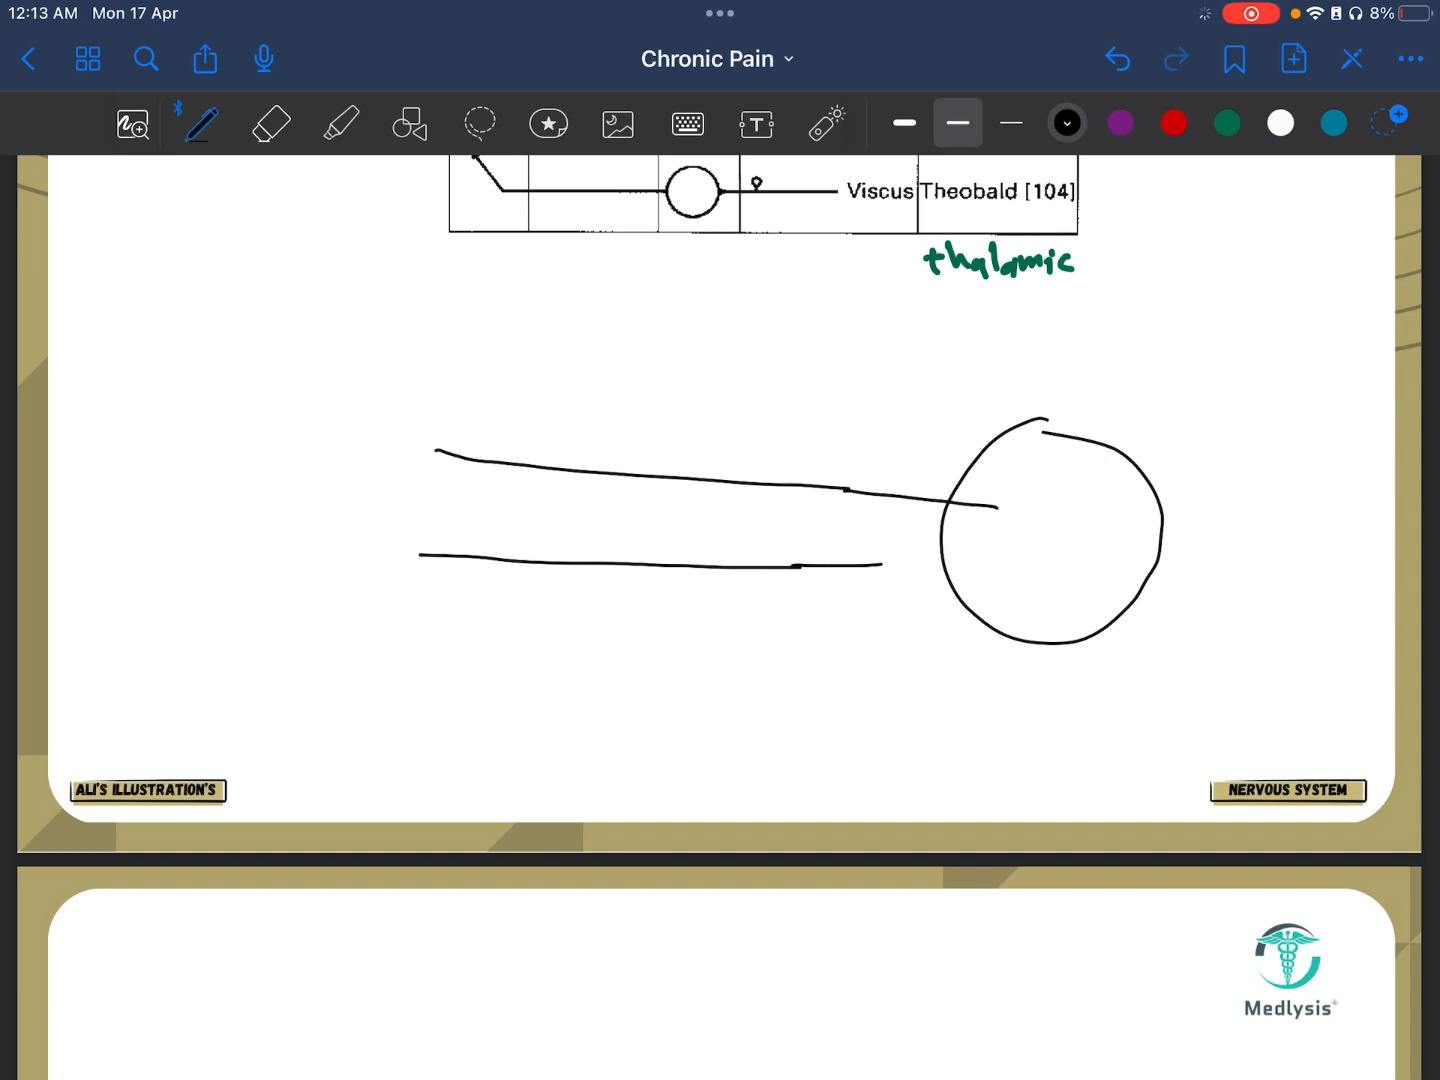 12:13 AM Mon 17 Apr
8%
Chronic Pain
T
Viscus Theobald [104]
thalamic
ALI'S ILLUSTRATION'S
NERVOUS SYSTEM
Medlysis®